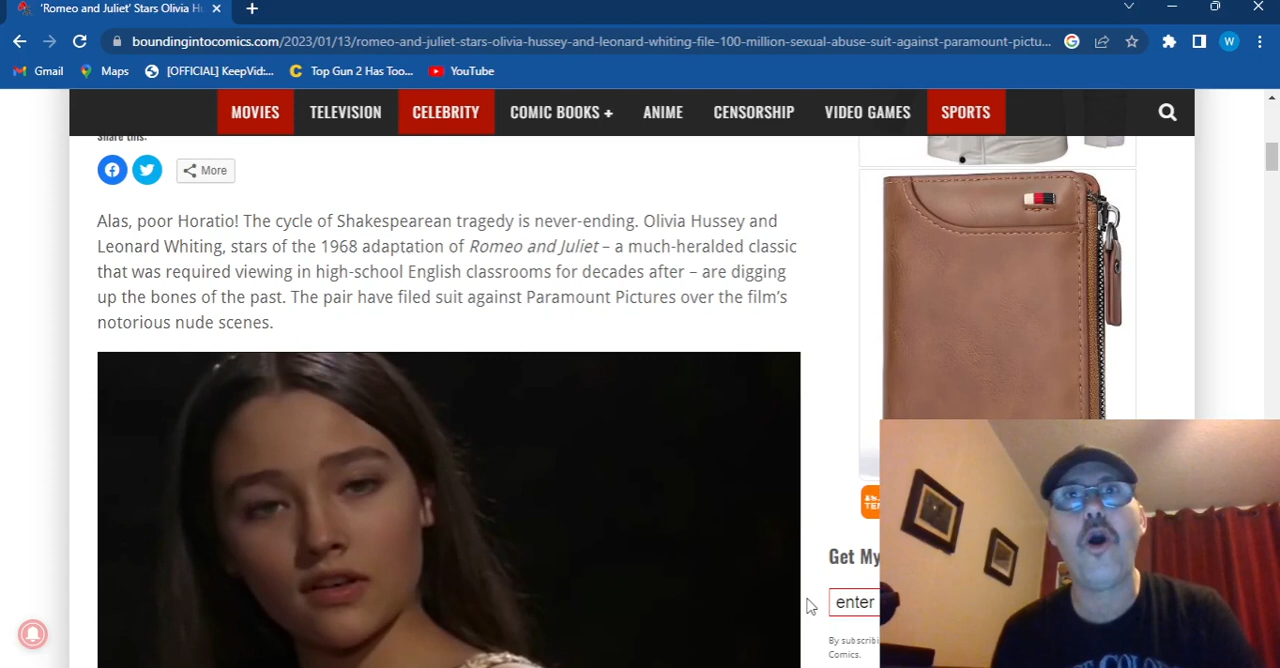 'Romeo and Juliet' Stars Olivia H
boundingintocomics.com/2023/01/13/romeo-and-juliet-stars-olivia-hussey-and-leonard-whiting-file-100-million-sexual-abuse-suit-against-paramount-pictu...
W
Gmail
Maps
[OFFICIAL] KeepVid:...
Top Gun 2 Has Too...
YouTube
MOVIES
TELEVISION
CELEBRITY
COMIC BOOKS +
ANIME
CENSORSHIP
VIDEO GAMES
SPORTS
Share this:
More
Alas, poor Horatio! The cycle of Shakespearean tragedy is never-ending. Olivia Hussey and
Leonard Whiting, stars of the 1968 adaptation of Romeo and Juliet – a much-heralded classic
that was required viewing in high-school English classrooms for decades after – are digging
up the bones of the past. The pair have filed suit against Paramount Pictures over the film's
notorious nude scenes.
Get My
enter
By subscribi
Comics.